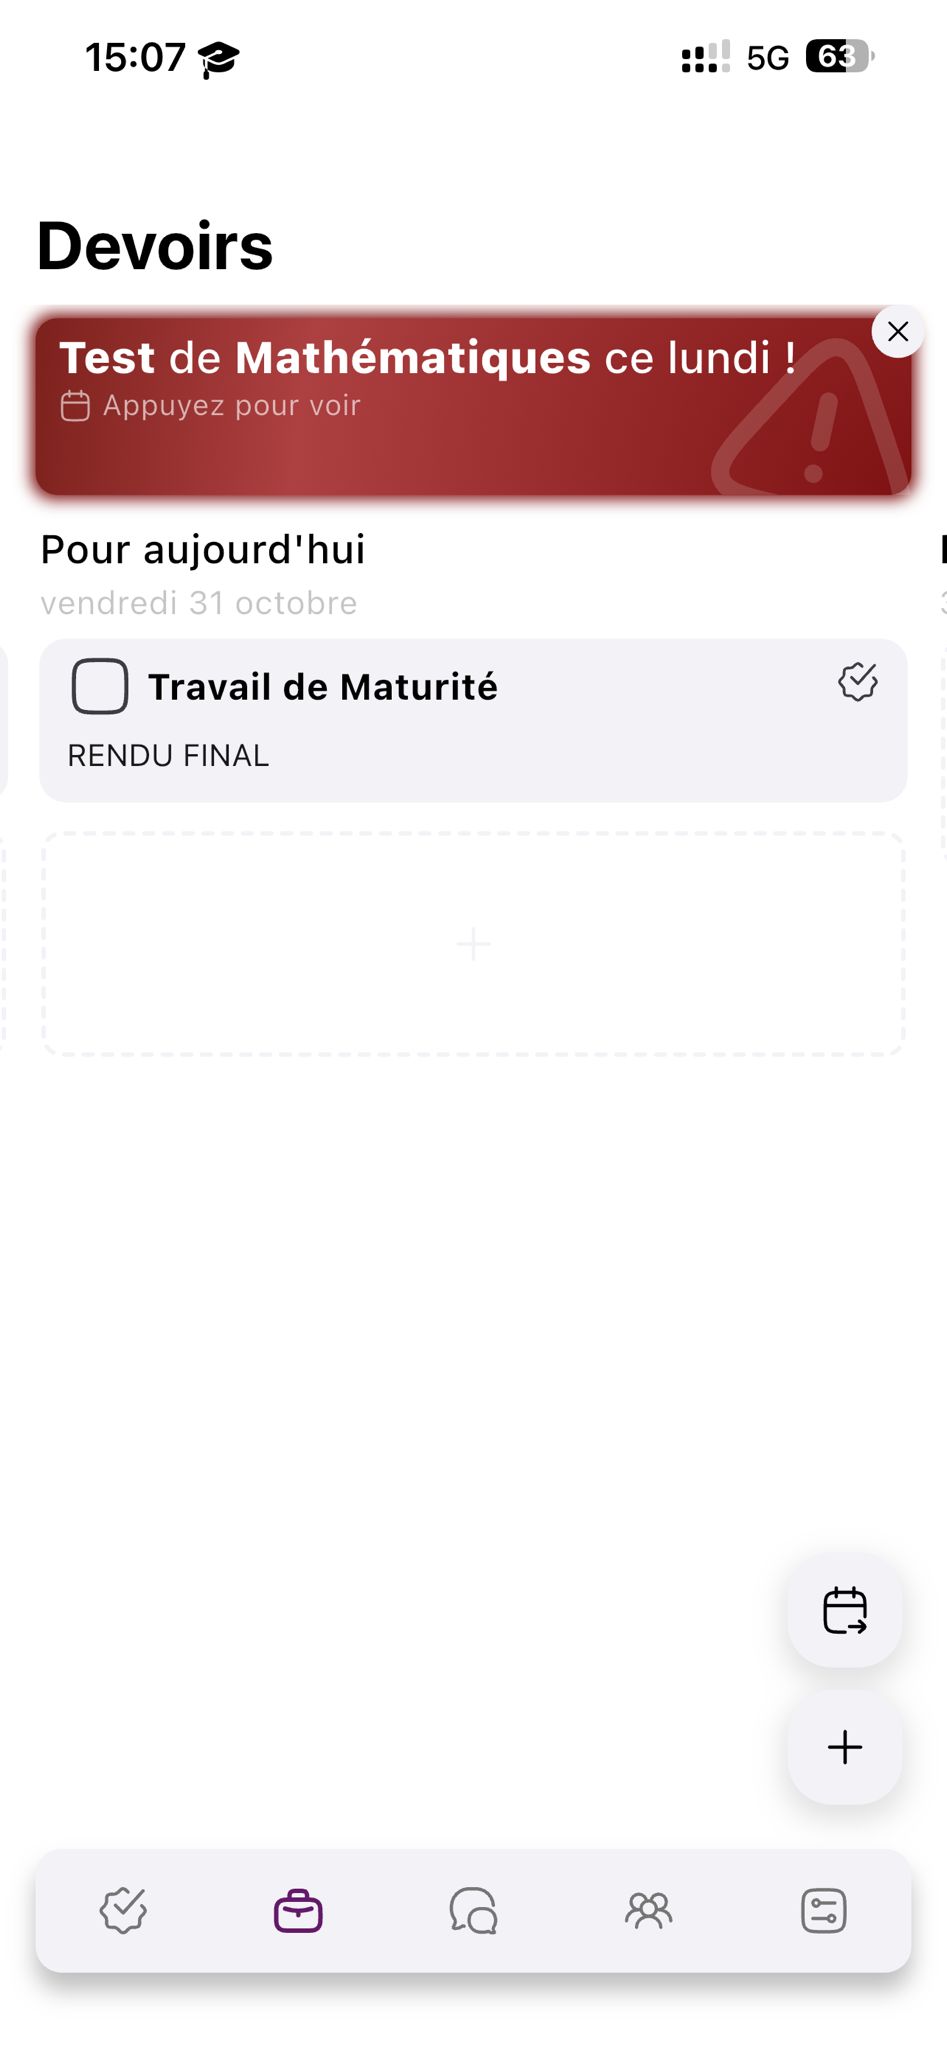 15:07 5G 63
Devoirs
Test de Mathématiques ce lundi !
Appuyez pour voir
Pour aujourd'hui
vendredi 31 octobre
Travail de Maturité
RENDU FINAL